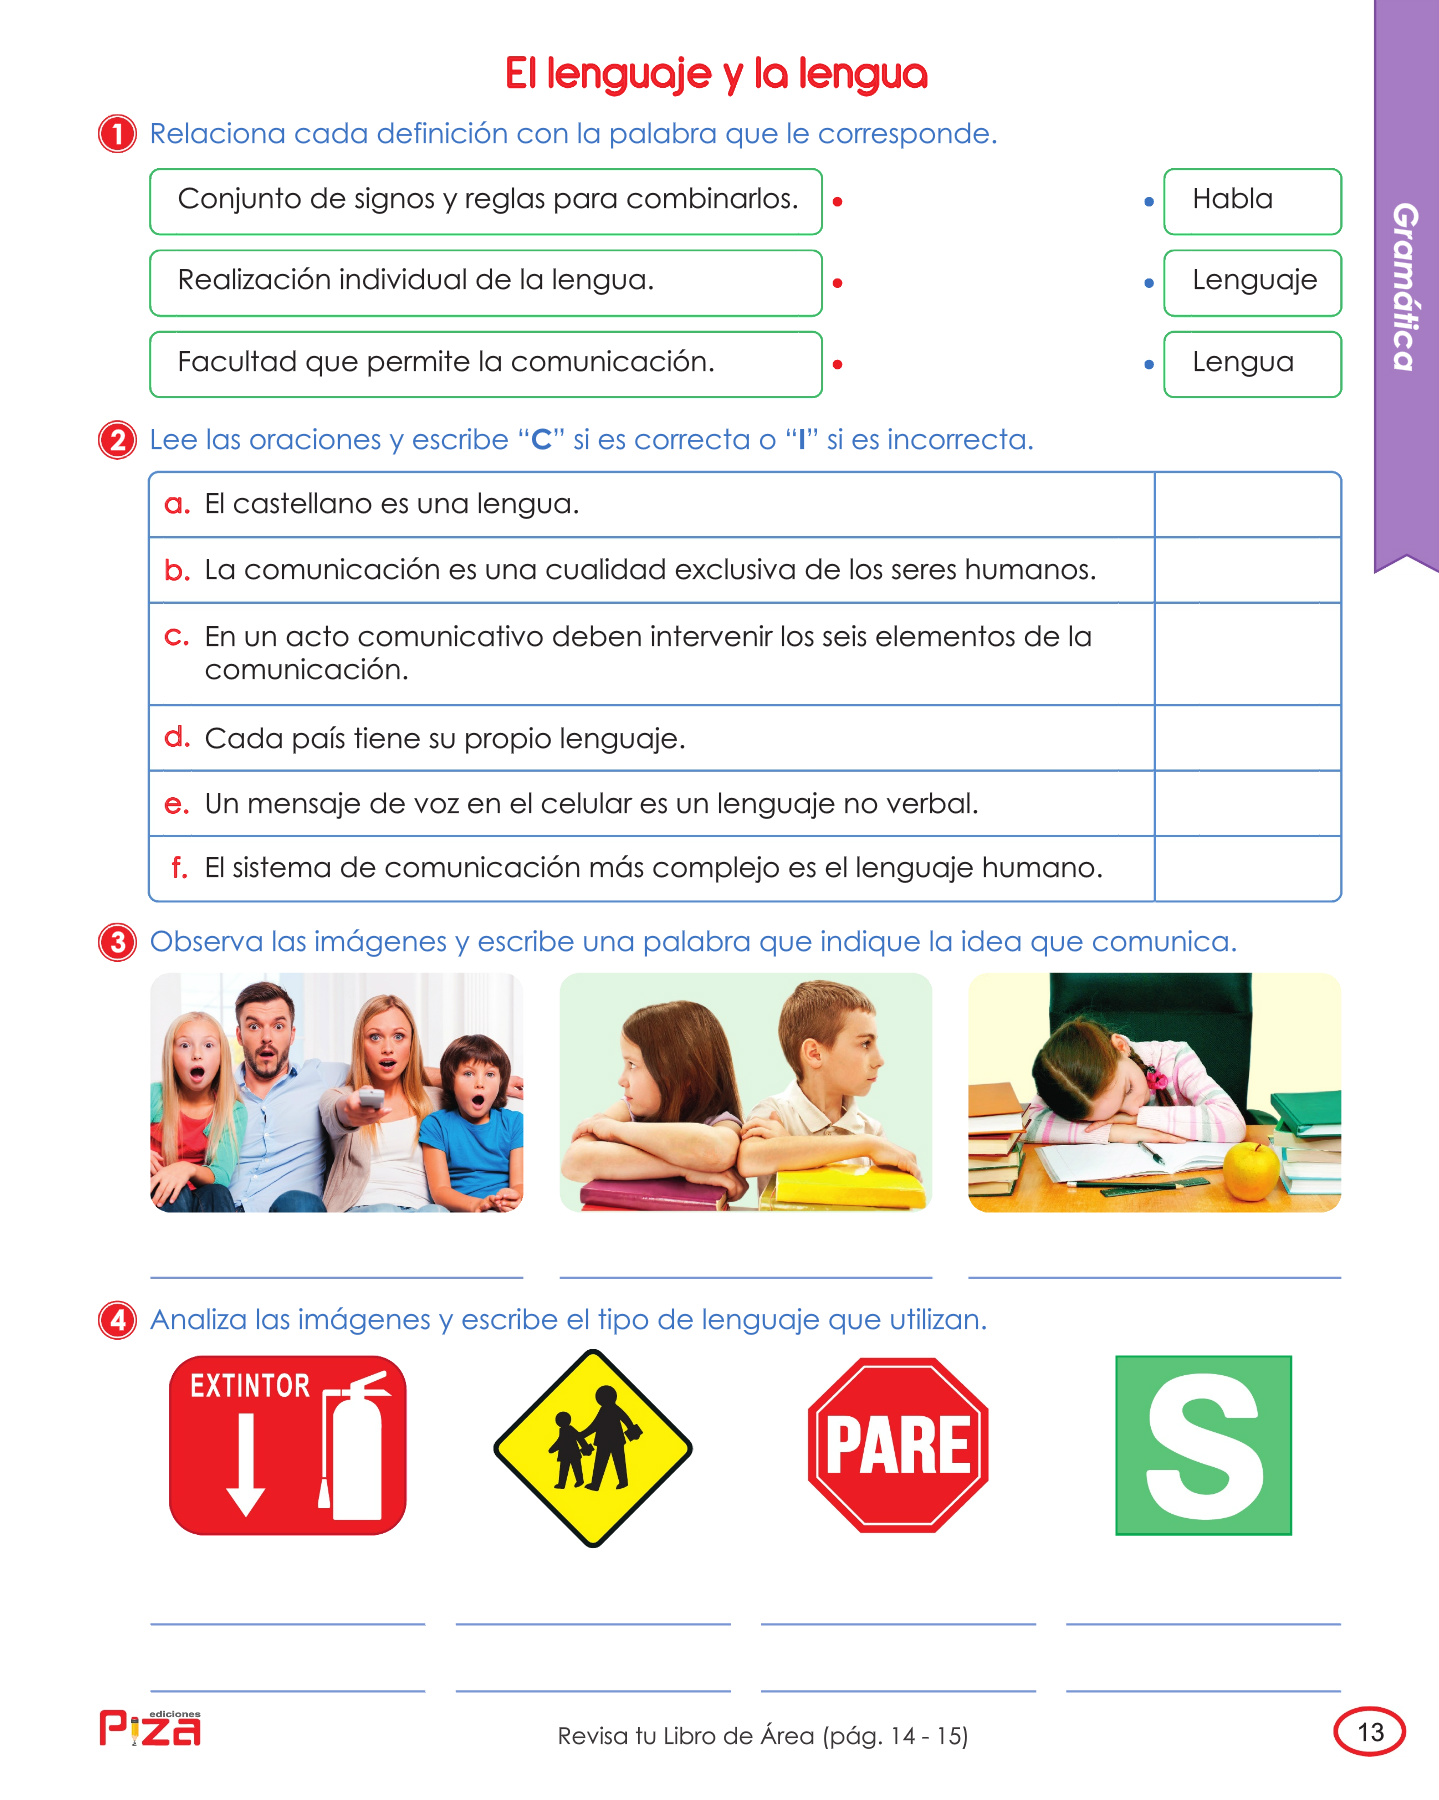 El lenguaje y la lengua
1 Relaciona cada definición con la palabra que le corresponde.
Conjunto de signos y reglas para combinarlos. • • Habla
Realización individual de la lengua. • • Lenguaje
Facultad que permite la comunicación. • • Lengua
Gramática
2 Lee las oraciones y escribe “C” si es correcta o “I” si es incorrecta.
a. El castellano es una lengua.
b. La comunicación es una cualidad exclusiva de los seres humanos.
c. En un acto comunicativo deben intervenir los seis elementos de la
comunicación.
d. Cada país tiene su propio lenguaje.
e. Un mensaje de voz en el celular es un lenguaje no verbal.
f. El sistema de comunicación más complejo es el lenguaje humano.
3 Observa las imágenes y escribe una palabra que indique la idea que comunica.
4 Analiza las imágenes y escribe el tipo de lenguaje que utilizan.
EXTINTOR
PARE
S
ediciones
Piza
Revisa tu Libro de Área (pág. 14 - 15)
13